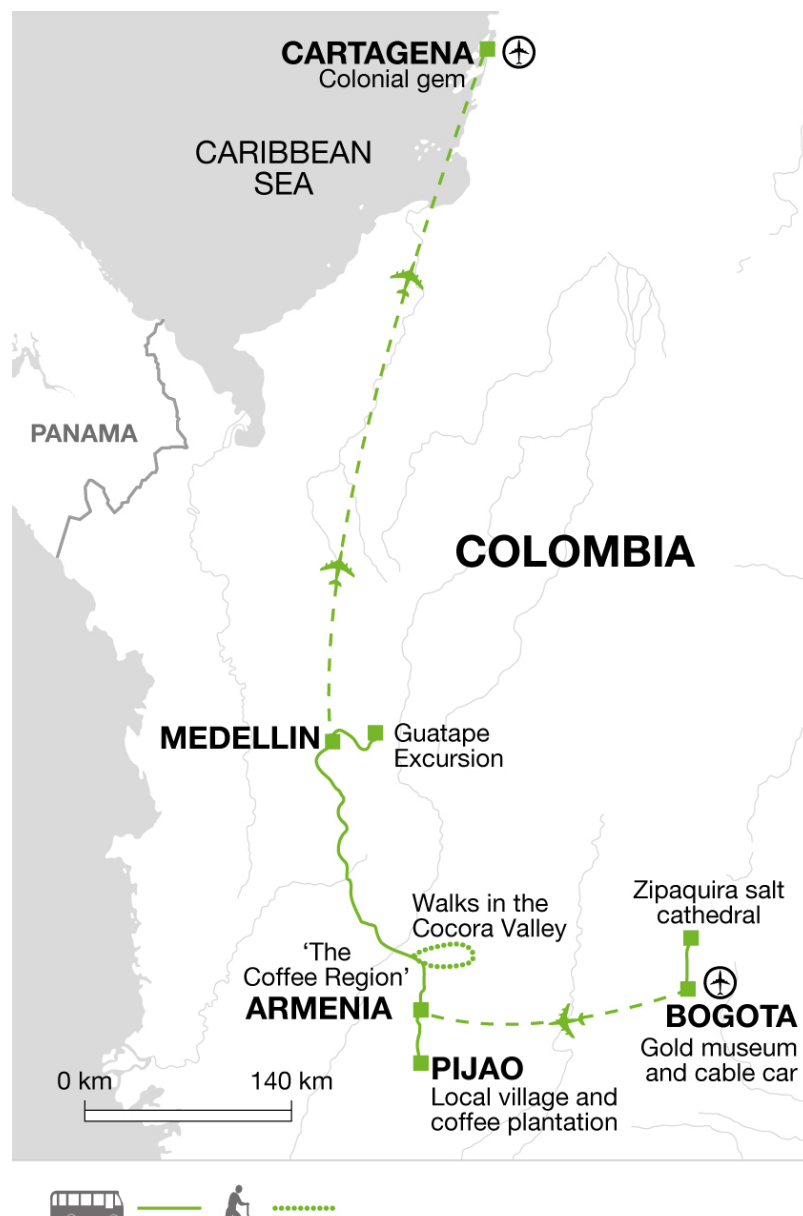 CARTAGENA
Colonial gem
CARIBBEAN
SEA
PANAMA
COLOMBIA
MEDELLIN
Guatape
Excursion
Walks in the
Cocora Valley
Zipaquira salt
cathedral
‘The
Coffee Region’
ARMENIA
BOGOTA
Gold museum
and cable car
PIJAO
Local village and
coffee plantation
0 km 140 km